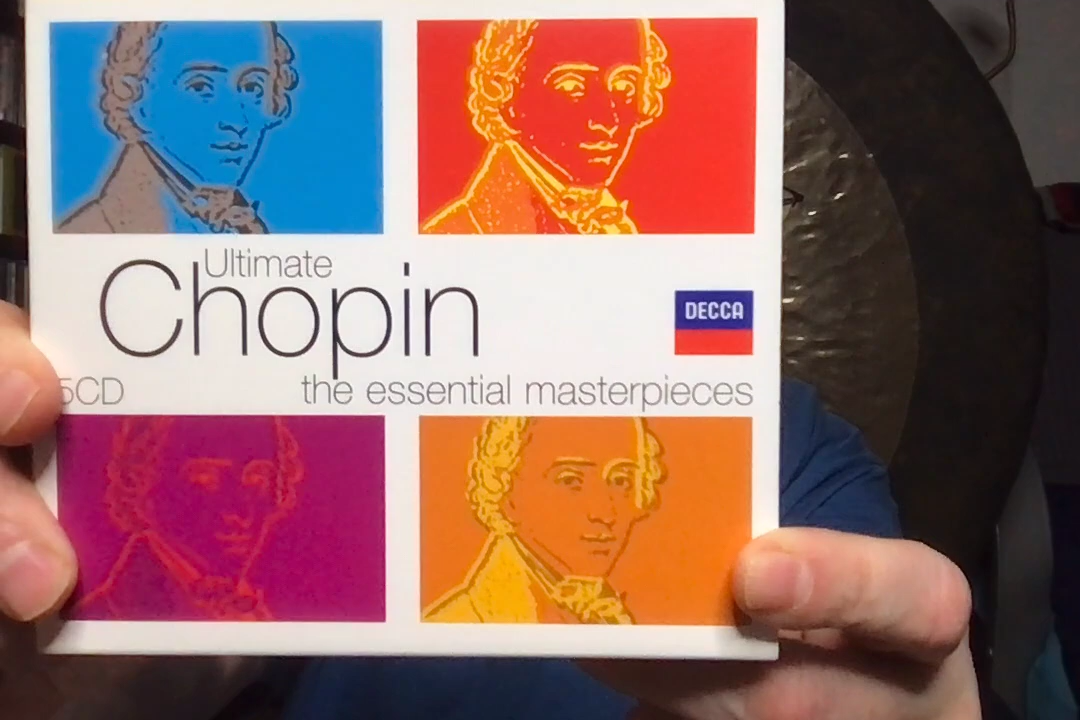 Ultimate
Chopin
DECCA
5CD the essential masterpieces